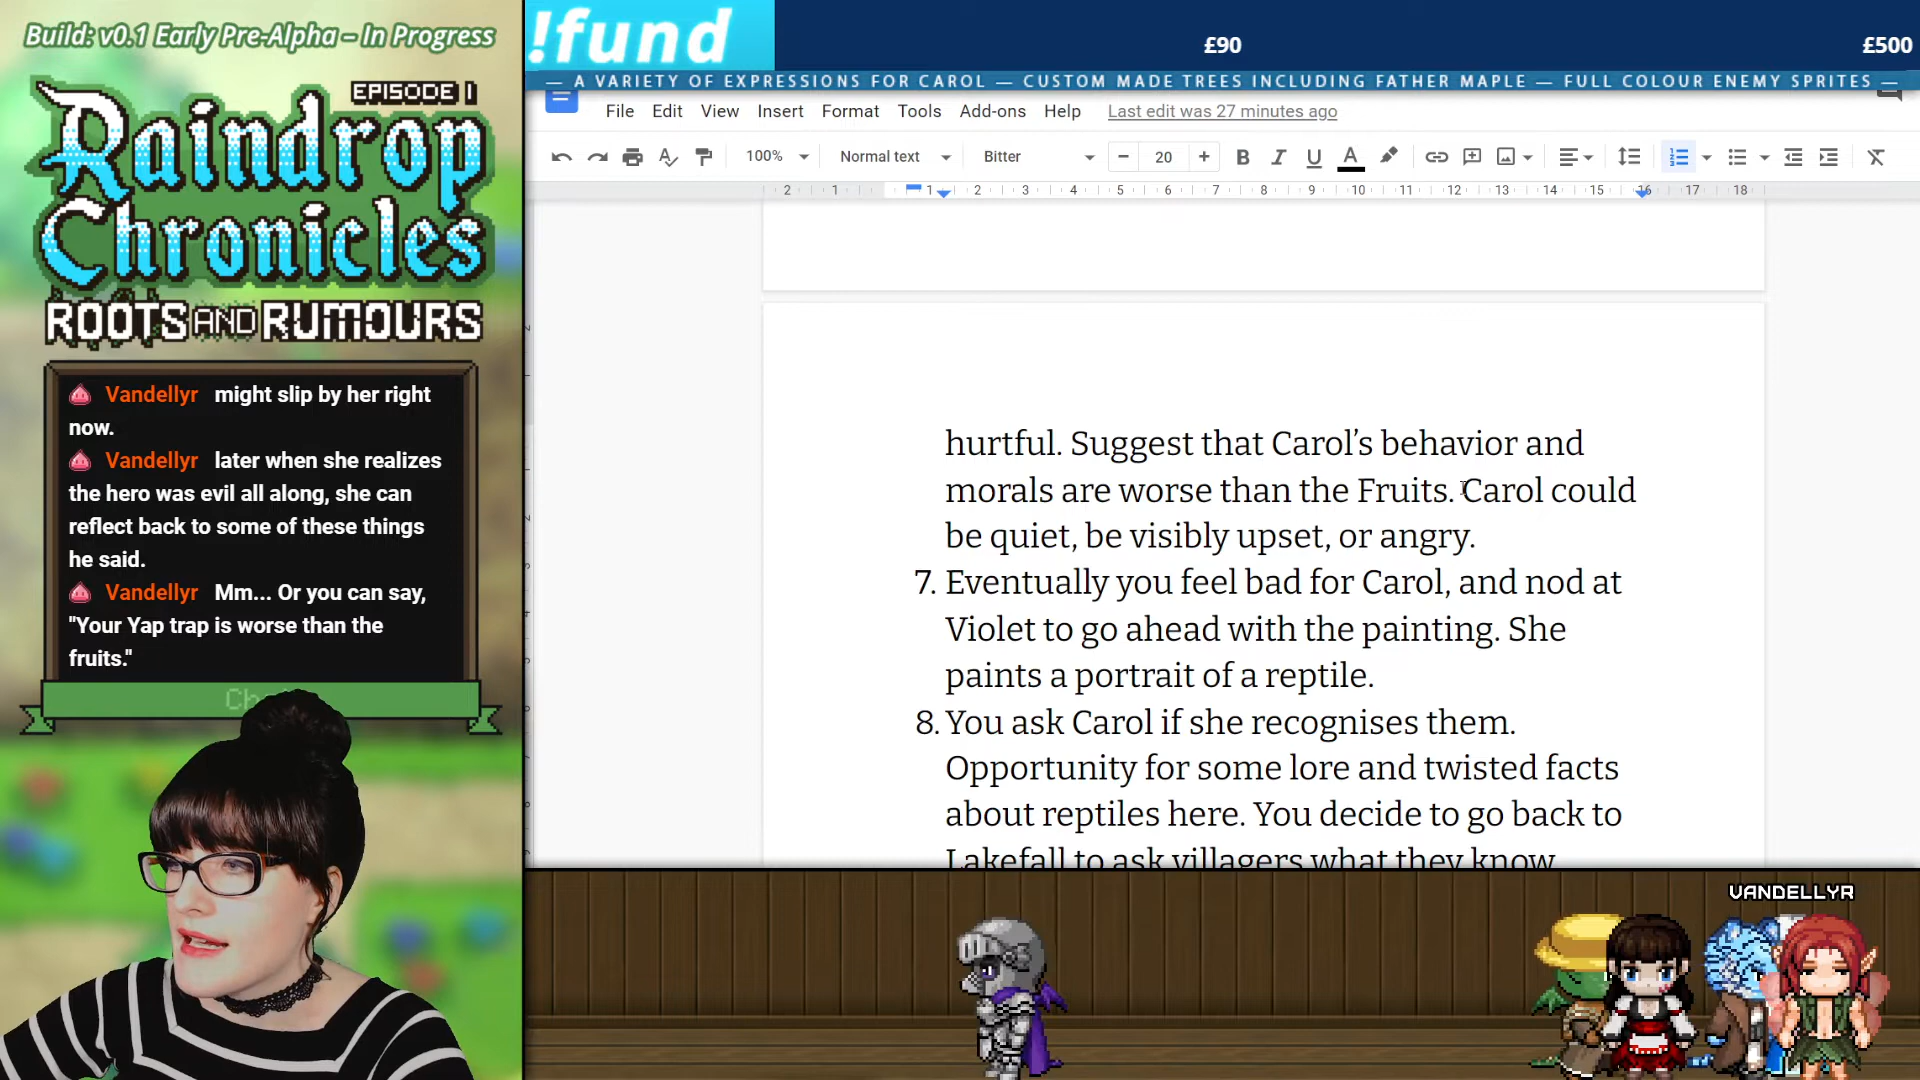 Build: v0.1 Early Pre-Alpha – In Progress
EPISODE I
Raindrop
Chronicles
ROOTS AND RUMOURS
Vandellyr might slip by her right
now.
Vandellyr later when she realizes
the hero was evil all along, she can
reflect back to some of these things
he said.
Vandellyr Mm... Or you can say,
"Your Yap trap is worse than the
fruits."
!fund
£90
£500
— A VARIETY OF EXPRESSIONS FOR CAROL — CUSTOM MADE TREES INCLUDING FATHER MAPLE — FULL COLOUR ENEMY SPRITES —
File Edit View Insert Format Tools Add-ons Help Last edit was 27 minutes ago
100% Normal text Bitter − 20 + B I U A
2 1 1 2 3 4 5 6 7 8 9 10 11 12 13 14 15 16 17 18
hurtful. Suggest that Carol’s behavior and
morals are worse than the Fruits. Carol could
be quiet, be visibly upset, or angry.
7. Eventually you feel bad for Carol, and nod at
Violet to go ahead with the painting. She
paints a portrait of a reptile.
8. You ask Carol if she recognises them.
Opportunity for some lore and twisted facts
about reptiles here. You decide to go back to
Lakefall to ask villagers what they know
VANDELLYR